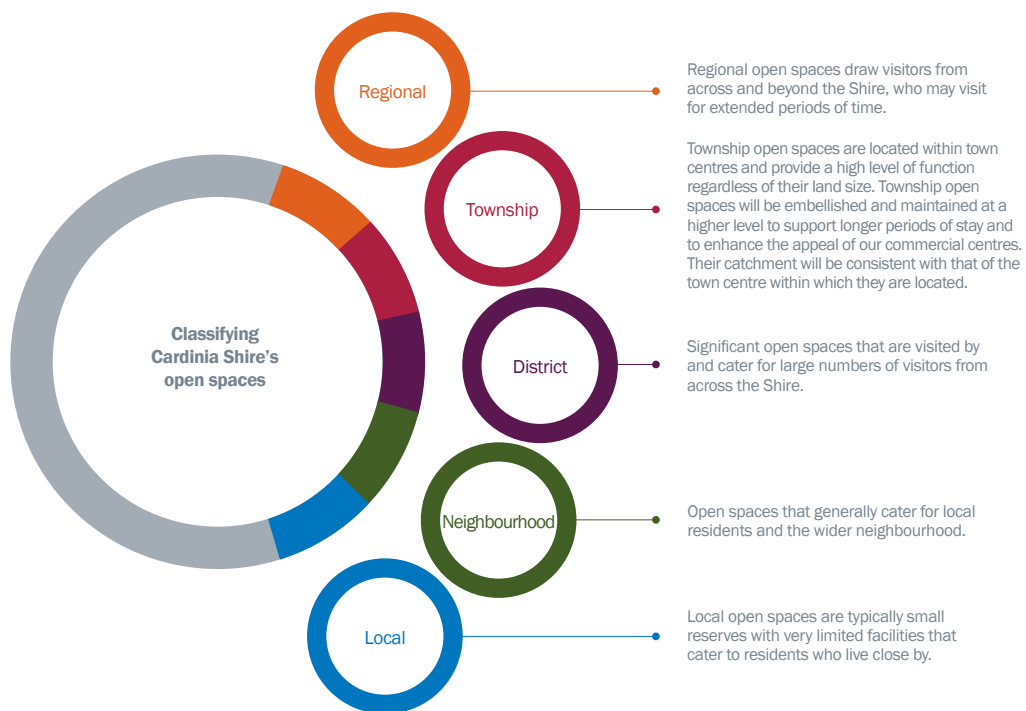 Regional
Regional open spaces draw visitors from
across and beyond the Shire, who may visit
for extended periods of time.
Township
Township open spaces are located within town
centres and provide a high level of function
regardless of their land size. Township open
spaces will be embellished and maintained at a
higher level to support longer periods of stay and
to enhance the appeal of our commercial centres.
Their catchment will be consistent with that of the
town centre within which they are located.
Classifying
Cardinia Shire's
open spaces
District
Significant open spaces that are visited by
and cater for large numbers of visitors from
across the Shire.
Neighbourhood
Open spaces that generally cater for local
residents and the wider neighbourhood.
Local
Local open spaces are typically small
reserves with very limited facilities that
cater to residents who live close by.